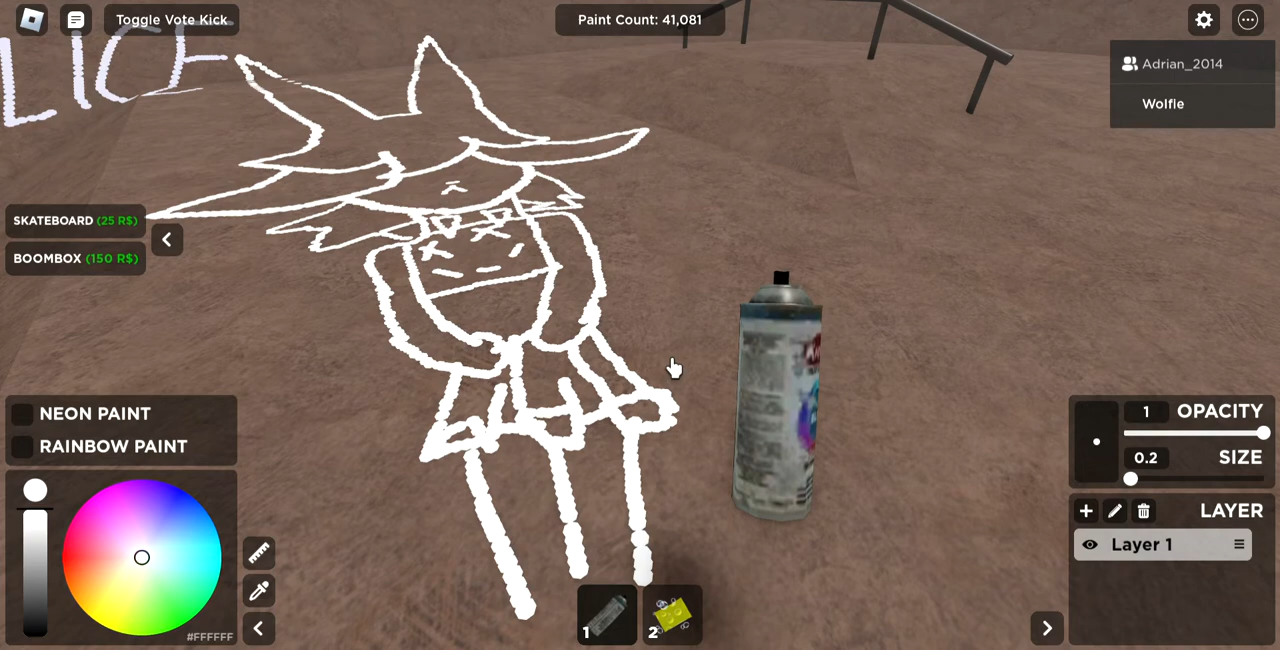 Toggle Vote Kick
Paint Count: 41,081
Adrian_2014
Wolfie
LICE
SKATEBOARD (25 R$)
BOOMBOX (150 R$)
NEON PAINT
RAINBOW PAINT
#FFFFFF
1
2
1 OPACITY
0.2 SIZE
LAYER
Layer 1